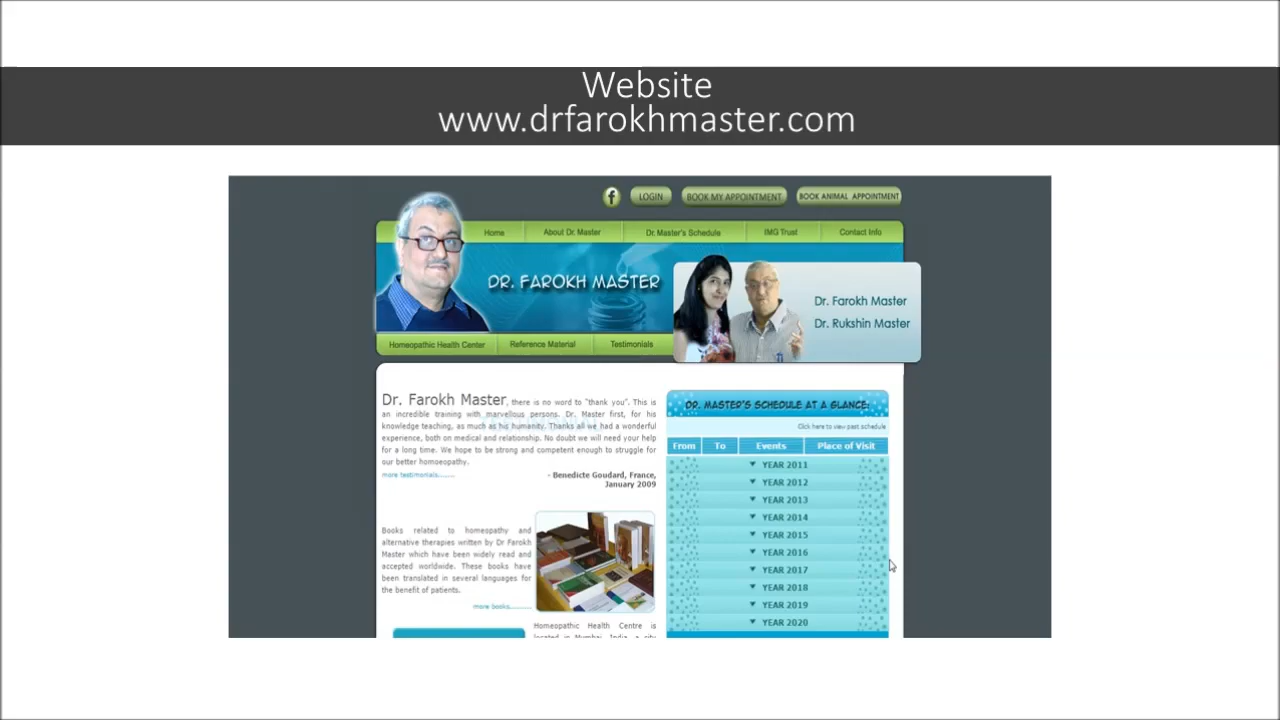 Website
www.drfarokhmaster.com
f
LOGIN
BOOK MY APPOINTMENT
BOOK ANIMAL APPOINTMENT
Home
About Dr. Master
Dr. Master's Schedule
IMG Trust
Contact Info
DR. FAROKH MASTER
Dr. Farokh Master
Dr. Rukshin Master
Homeopathic Health Center
Reference Material
Testimonials
Dr. Farokh Master, there is no word to "thank you". This is
an incredible training with marvellous persons. Dr. Master first, for his
knowledge teaching, as much as his humanity. Thanks all we had a wonderful
experience, both on medical and relationship. No doubt we will need your help
for a long time. We hope to be strong and competent enough to struggle for
our better homoeopathy.
more testimonials........
- Benedicte Goudard, France,
January 2009
Books related to homeopathy and
alternative therapies written by Dr Farokh
Master which have been widely read and
accepted worldwide. These books have
been translated in several languages for
the benefit of patients.
more books..........
Homeopathic Health Centre is
located in Mumbai, India, a city
DR. MASTER'S SCHEDULE AT A GLANCE:
Click here to view past schedule
From To Events Place of Visit
YEAR 2011
YEAR 2012
YEAR 2013
YEAR 2014
YEAR 2015
YEAR 2016
YEAR 2017
YEAR 2018
YEAR 2019
YEAR 2020